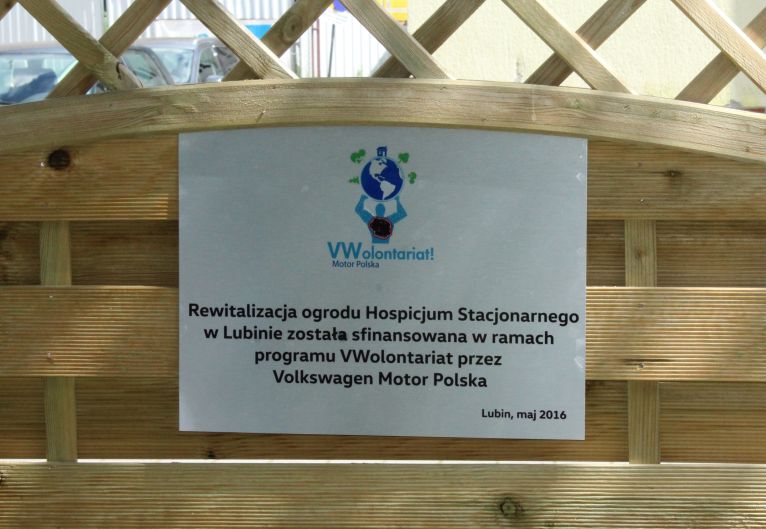 VWolontariat!
Motor Polska
Rewitalizacja ogrodu Hospicjum Stacjonarnego
w Lubinie została sfinansowana w ramach
programu VWolontariat przez
Volkswagen Motor Polska
Lubin, maj 2016